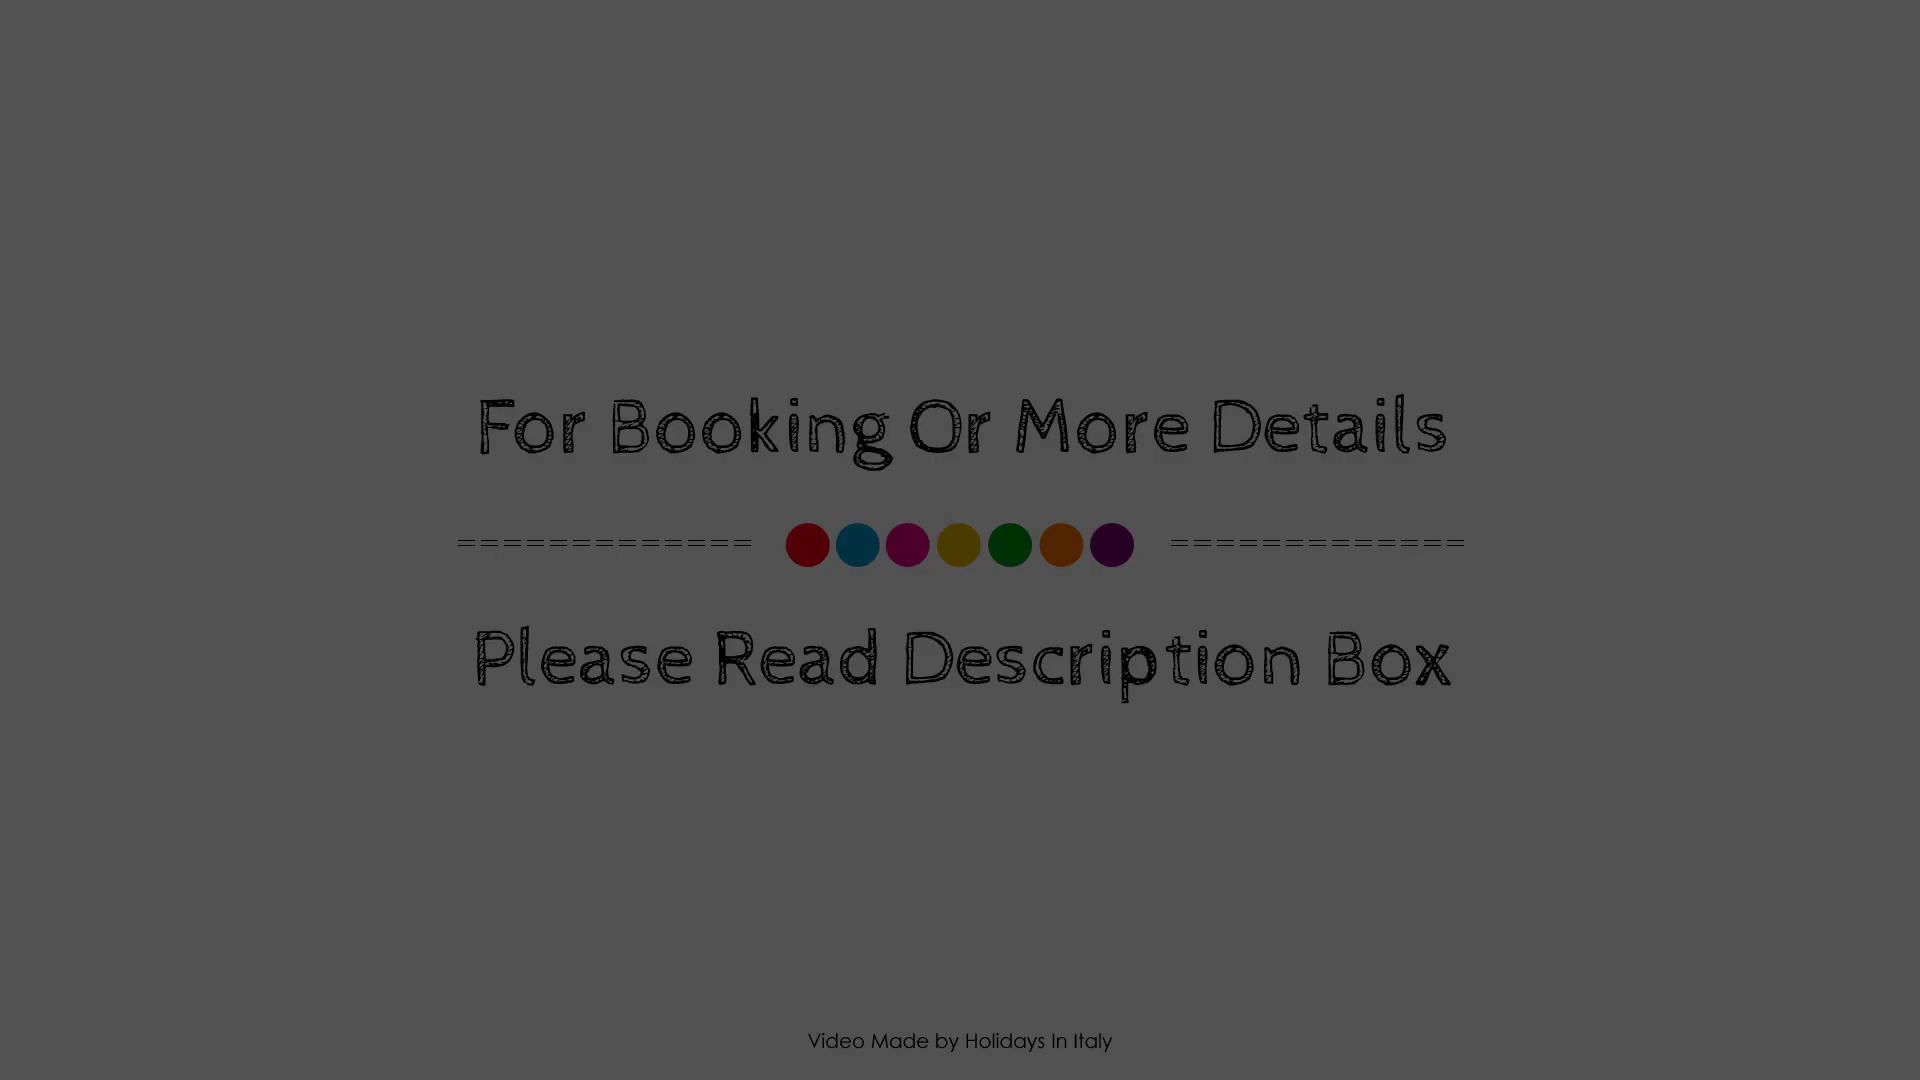 For Booking Or More Details
============= =============
Please Read Description Box
Video Made by Holidays In Italy